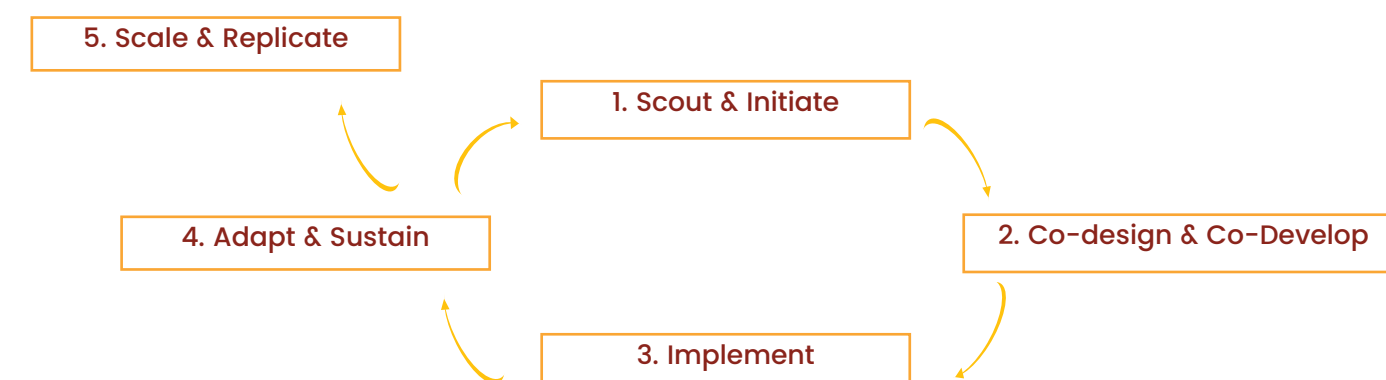 5. Scale & Replicate
1. Scout & Initiate
4. Adapt & Sustain
2. Co-design & Co-Develop
3. Implement